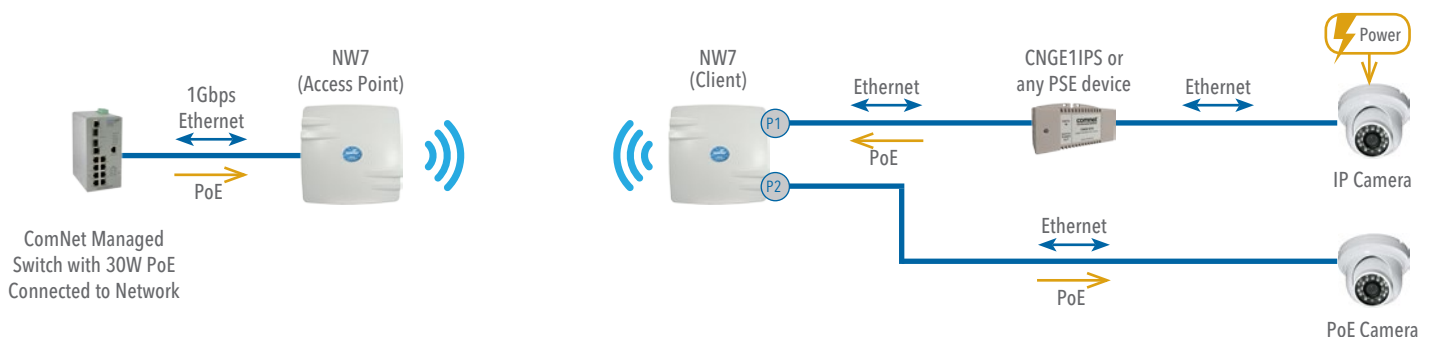 1Gbps
Ethernet
PoE
ComNet Managed
Switch with 30W PoE
Connected to Network
NW7
(Access Point)
NW7
(Client)
P1
P2
Ethernet
PoE
CNGE1IPS or
any PSE device
comnet
Ethernet
Power
IP Camera
Ethernet
PoE
PoE Camera